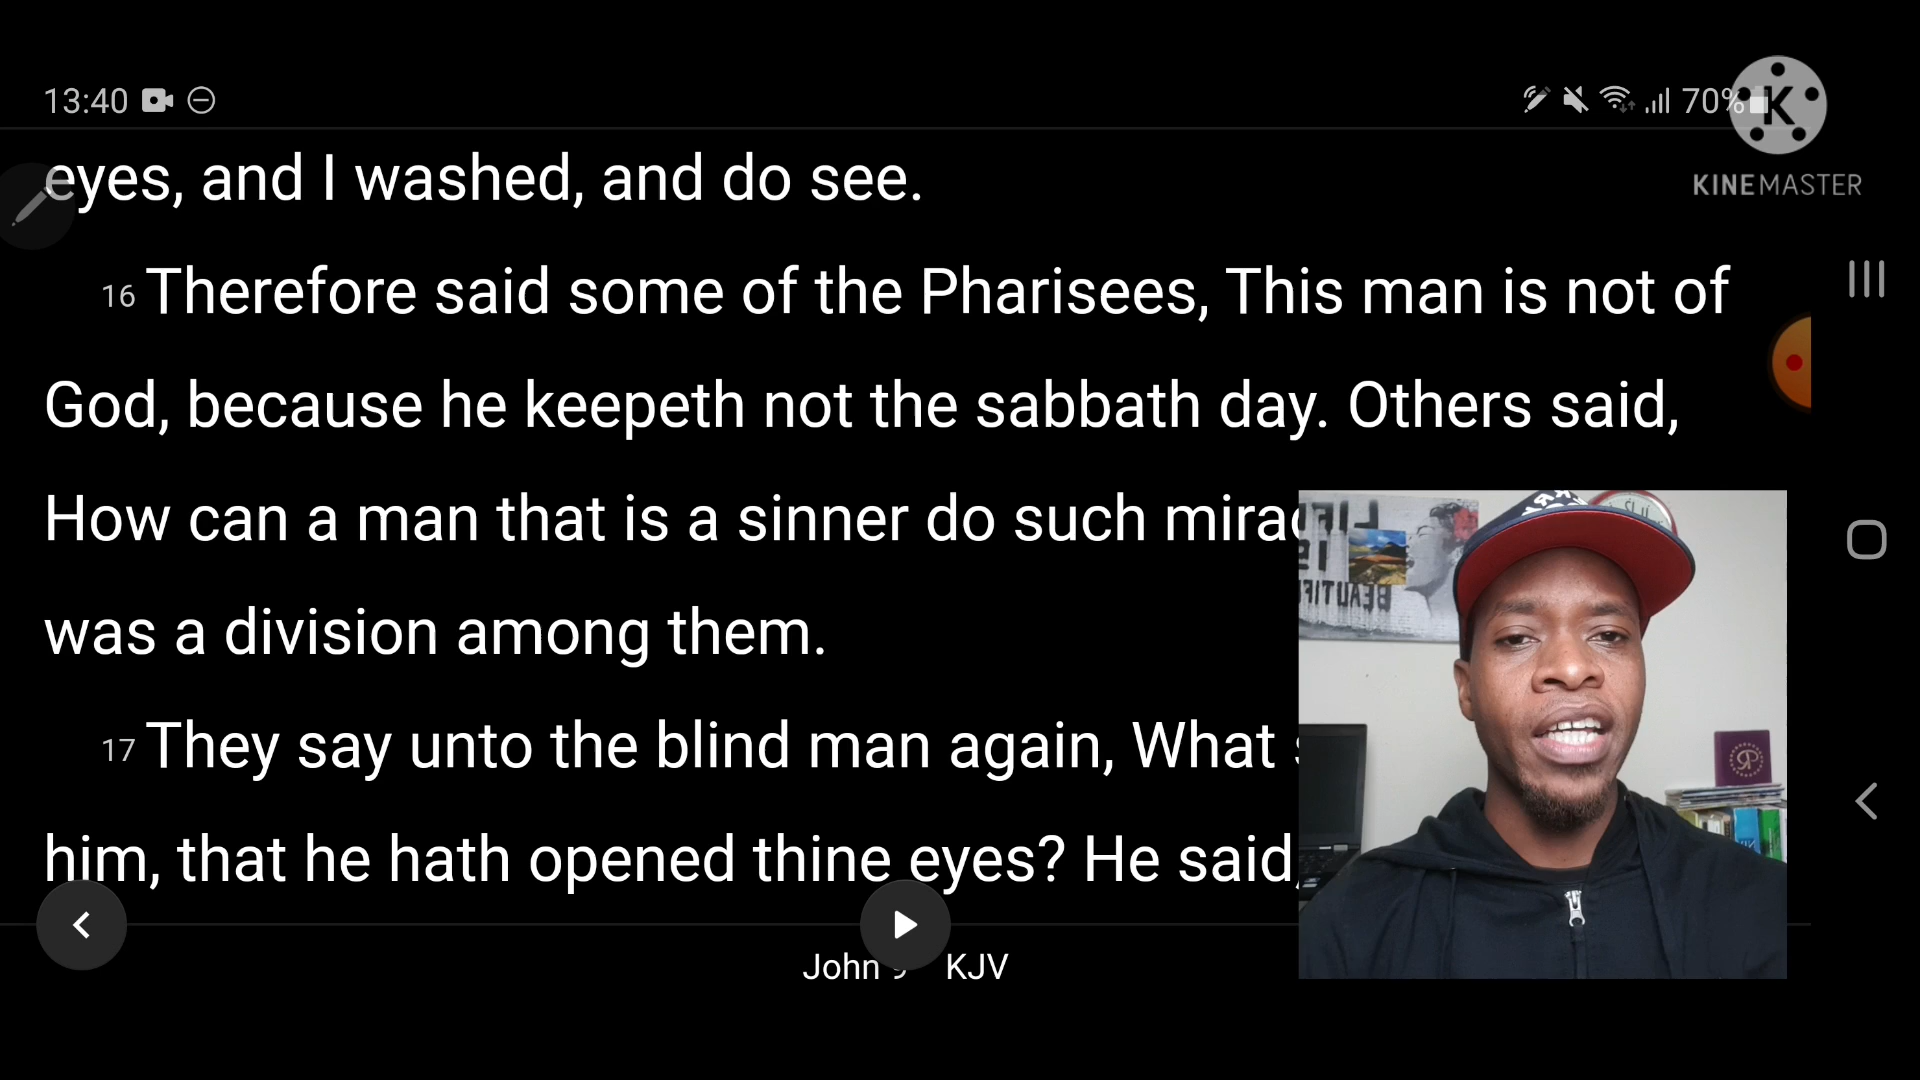 13:40
70%
K
KINEMASTER
eyes, and I washed, and do see.
16 Therefore said some of the Pharisees, This man is not of
God, because he keepeth not the sabbath day. Others said,
How can a man that is a sinner do such
was a division among them.
17 They say unto the blind man again, What
him, that he hath opened thine eyes? He said,
John 9 KJV
IS